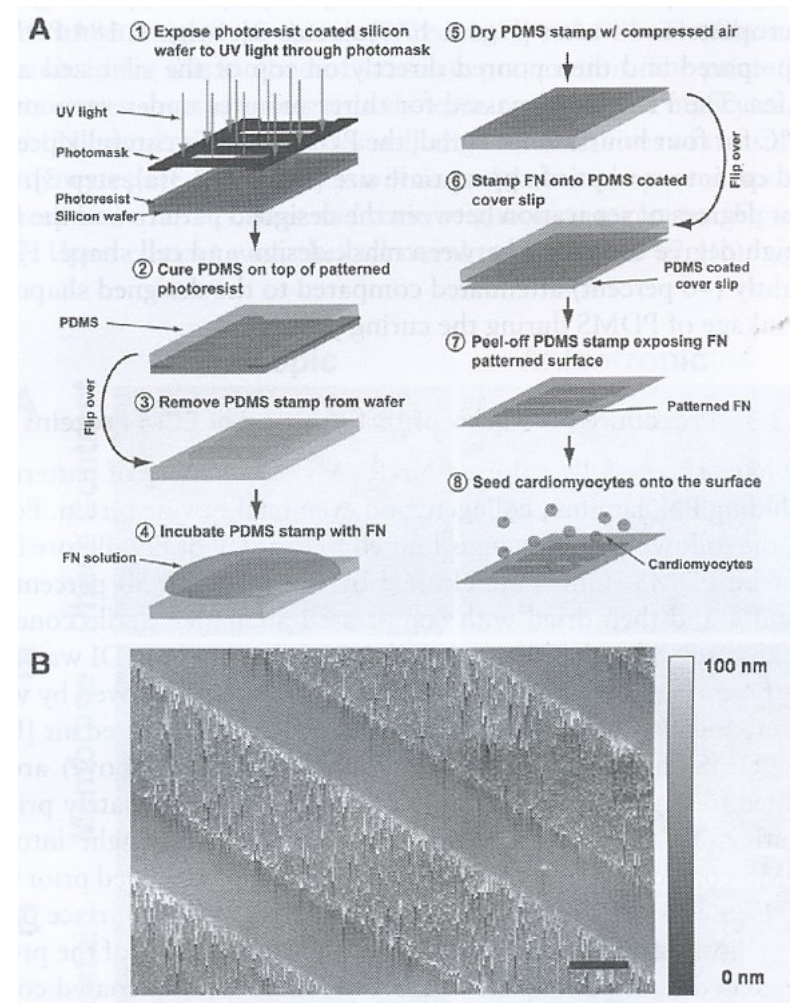 A
① Expose photoresist coated silicon
wafer to UV light through photomask
UV light
Photomask
Photoresist
Silicon wafer
② Cure PDMS on top of patterned
photoresist
PDMS
Flip over
③ Remove PDMS stamp from wafer
④ Incubate PDMS stamp with FN
FN solution
⑤ Dry PDMS stamp w/ compressed air
Flip over
⑥ Stamp FN onto PDMS coated
cover slip
PDMS coated
cover slip
⑦ Peel-off PDMS stamp exposing FN
patterned surface
Patterned FN
⑧ Seed cardiomyocytes onto the surface
Cardiomyocytes
B
100 nm
0 nm